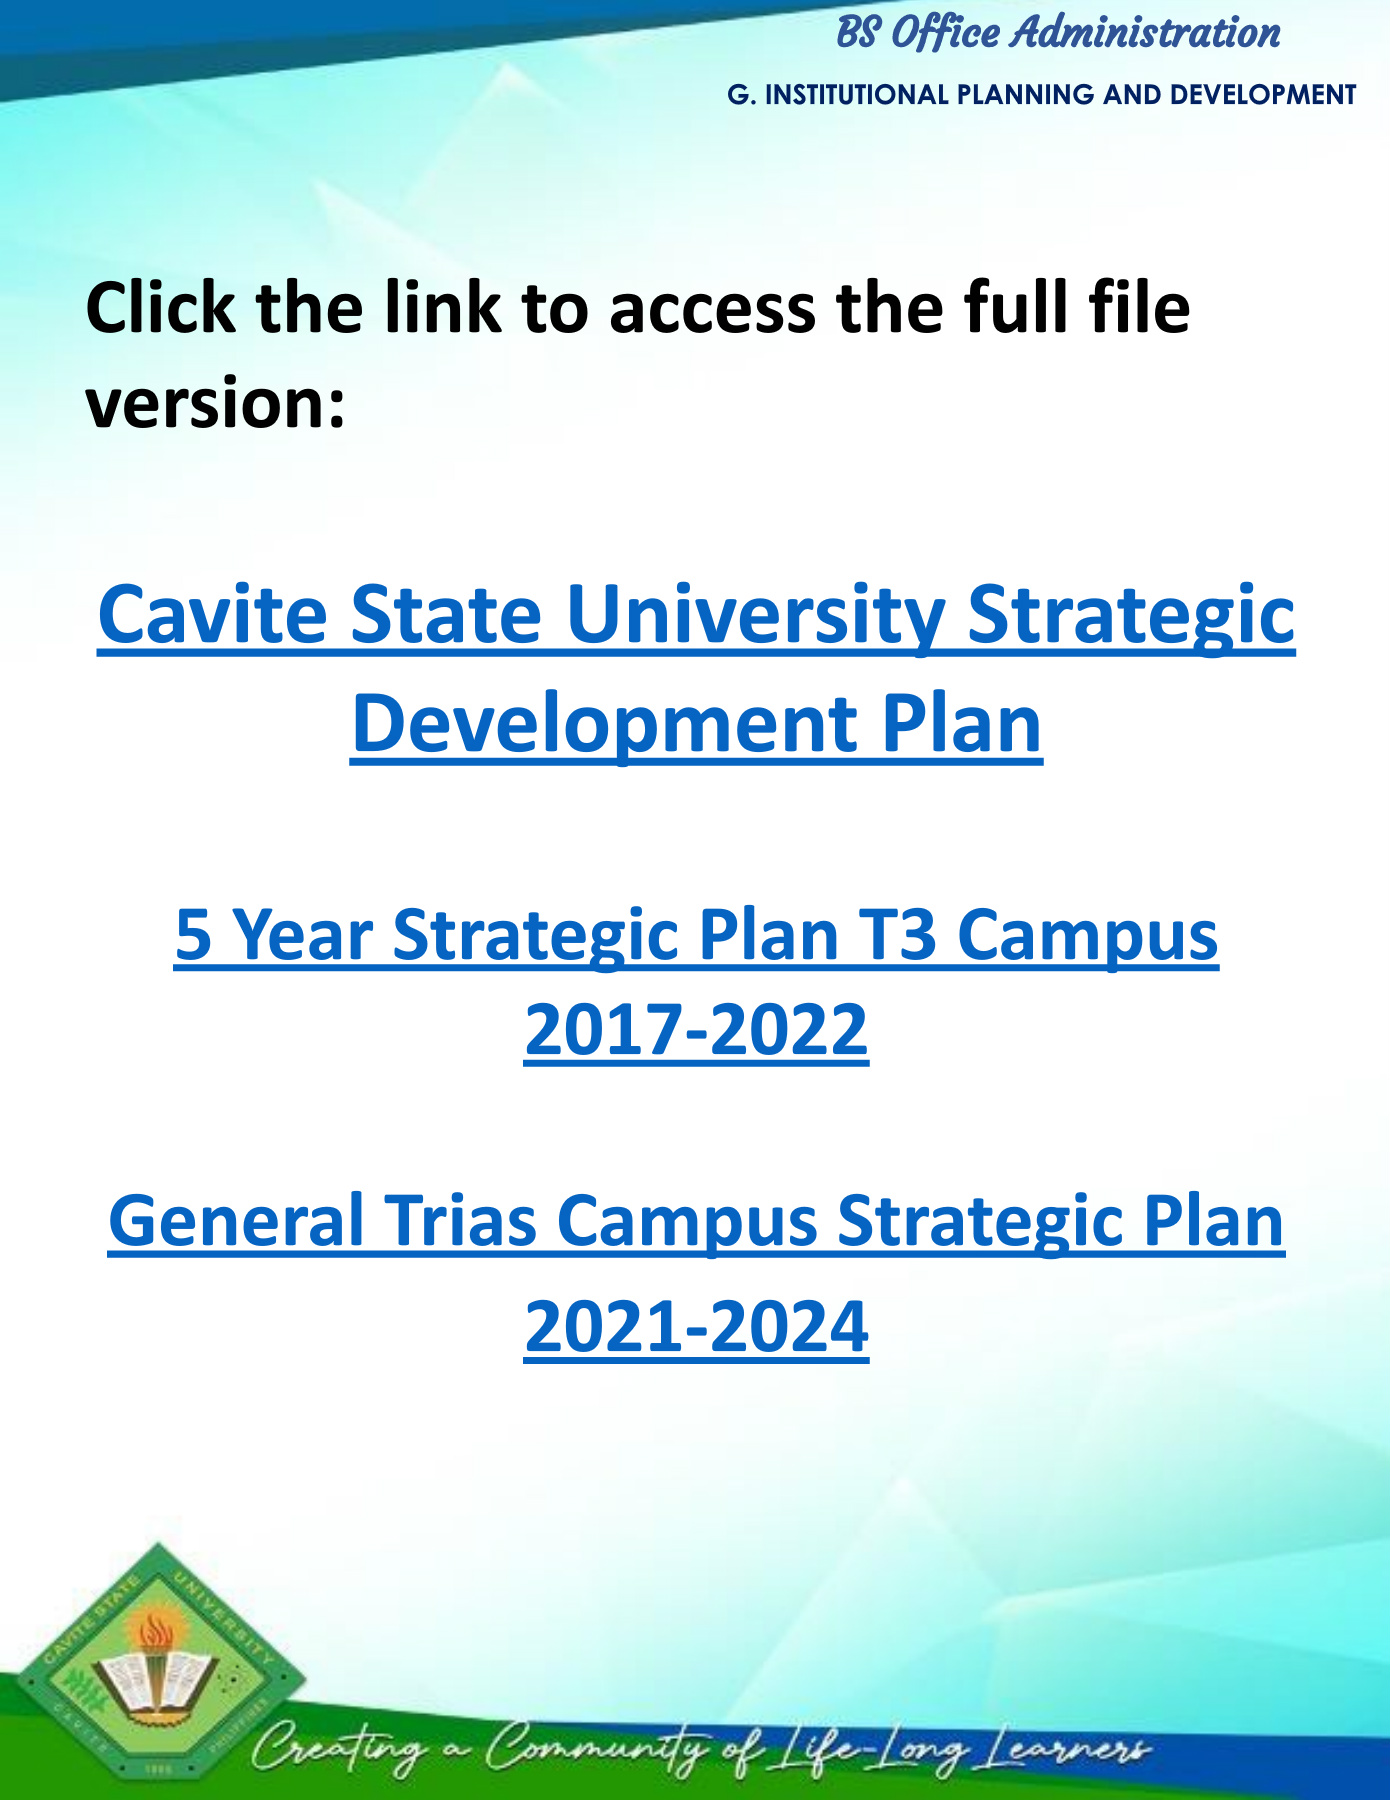 BS Office Administration
G. INSTITUTIONAL PLANNING AND DEVELOPMENT
Click the link to access the full file
version:
Cavite State University Strategic
Development Plan
5 Year Strategic Plan T3 Campus
2017-2022
General Trias Campus Strategic Plan
2021-2024
CAVITE STATE UNIVERSITY
CAVITE
PHILIPPINES
1906
Creating a Community of Life-Long Learners